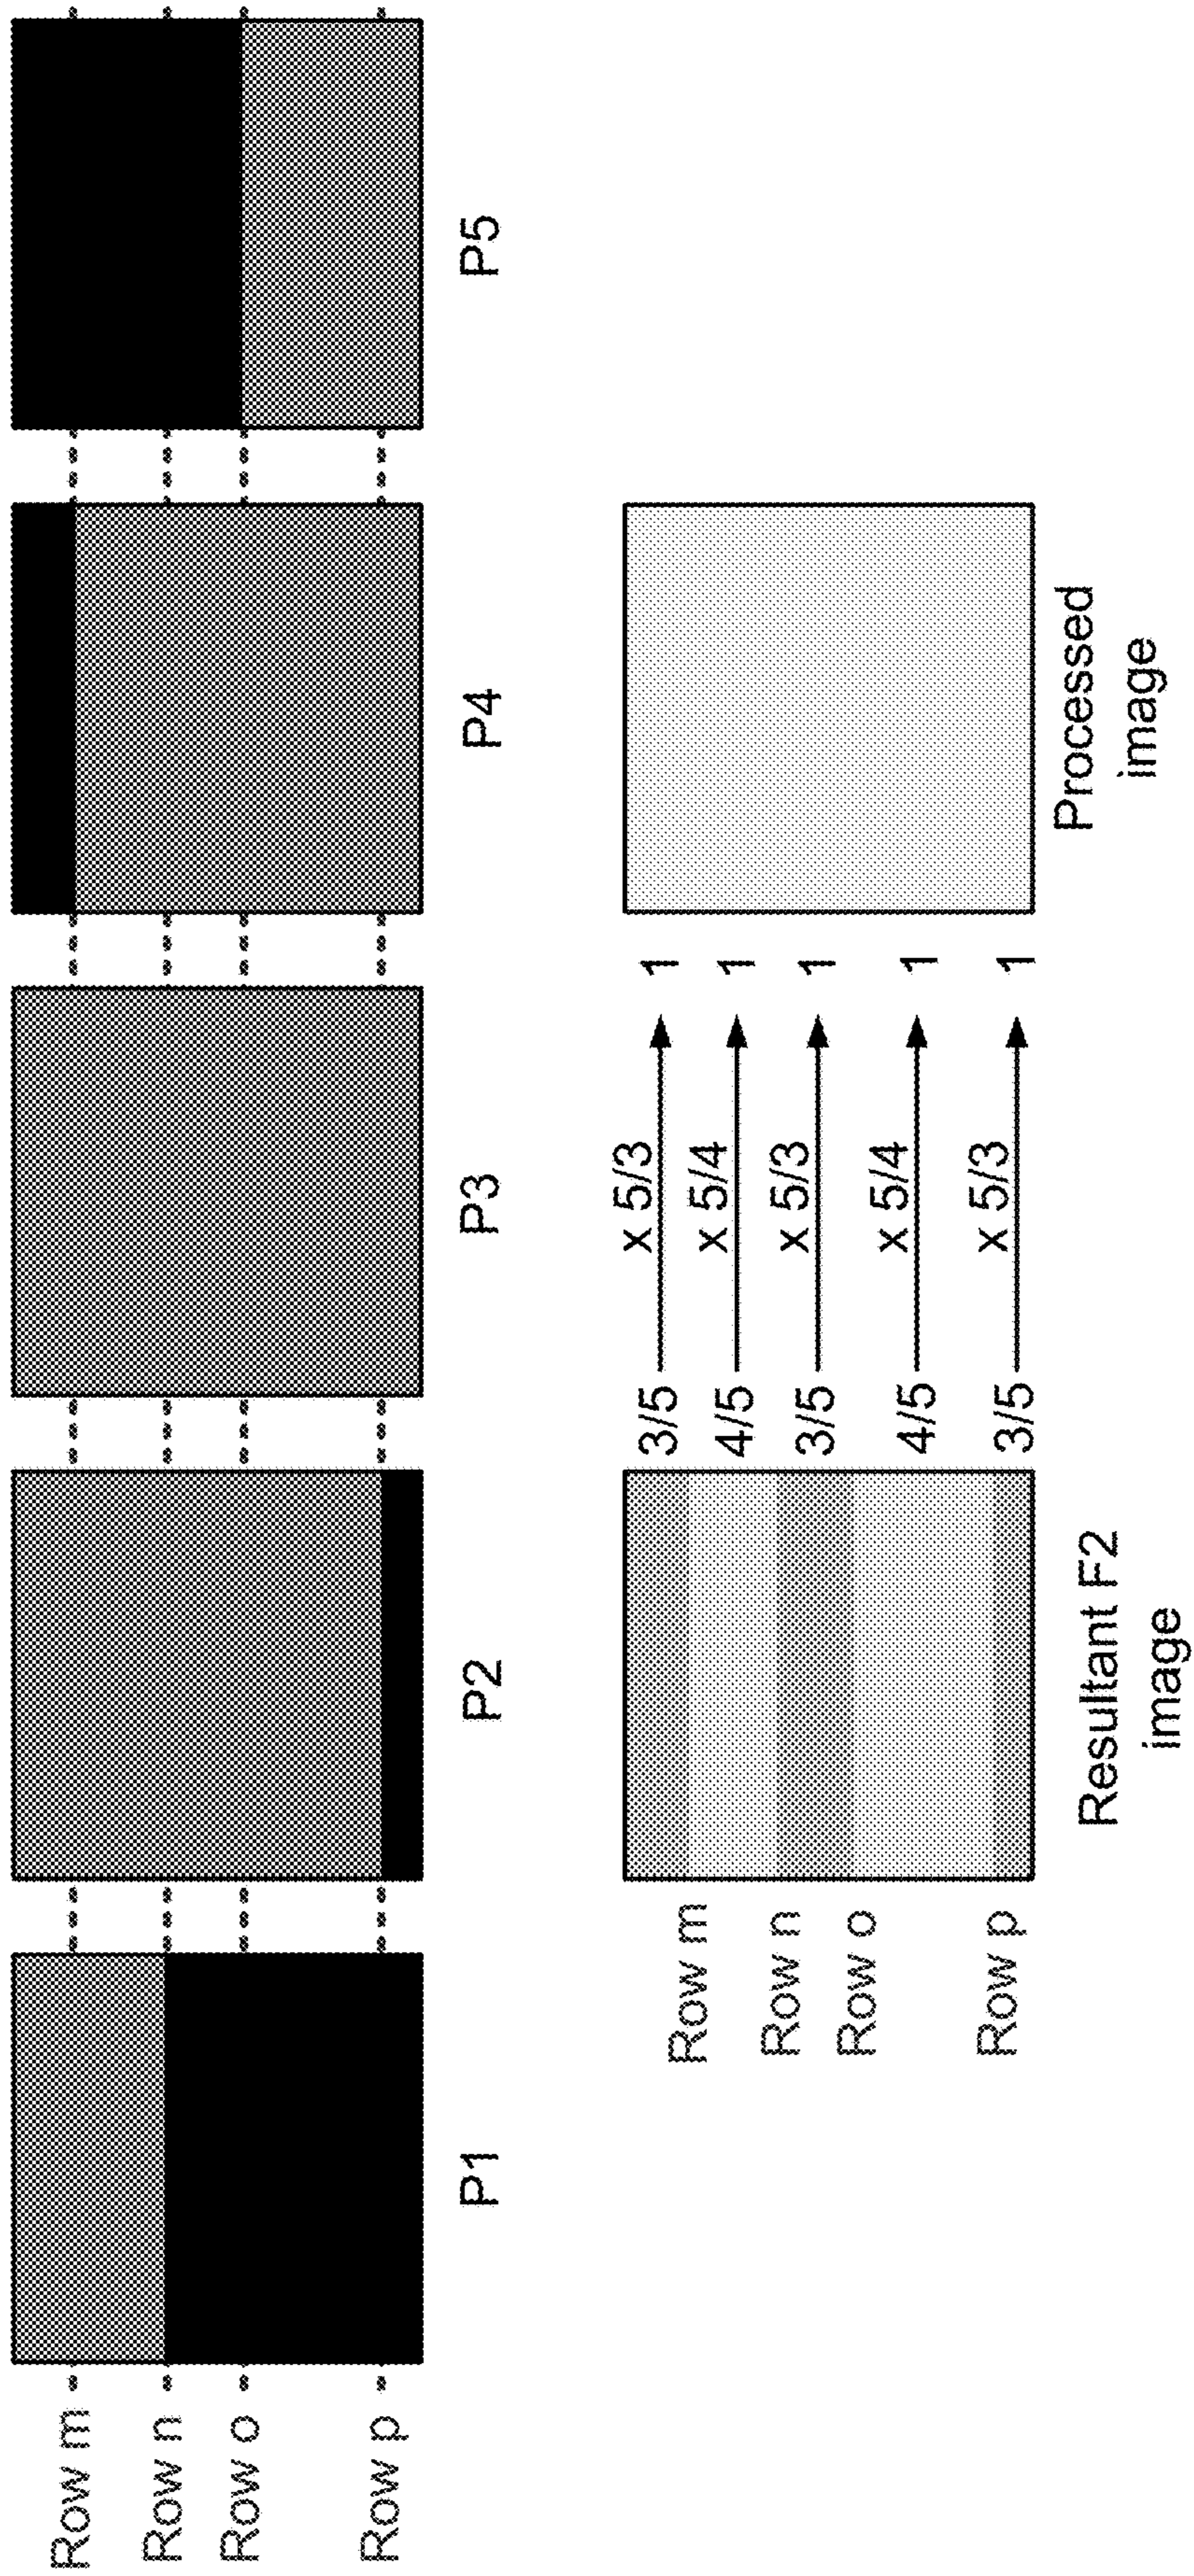 Row m
Row n
Row o
Row p
P1
P2
P3
P4
P5
Row m
Row n
Row o
Row p
3/5 x 5/3 1
4/5 x 5/4 1
3/5 x 5/3 1
4/5 x 5/4 1
3/5 x 5/3 1
Resultant F2
image
Processed
image